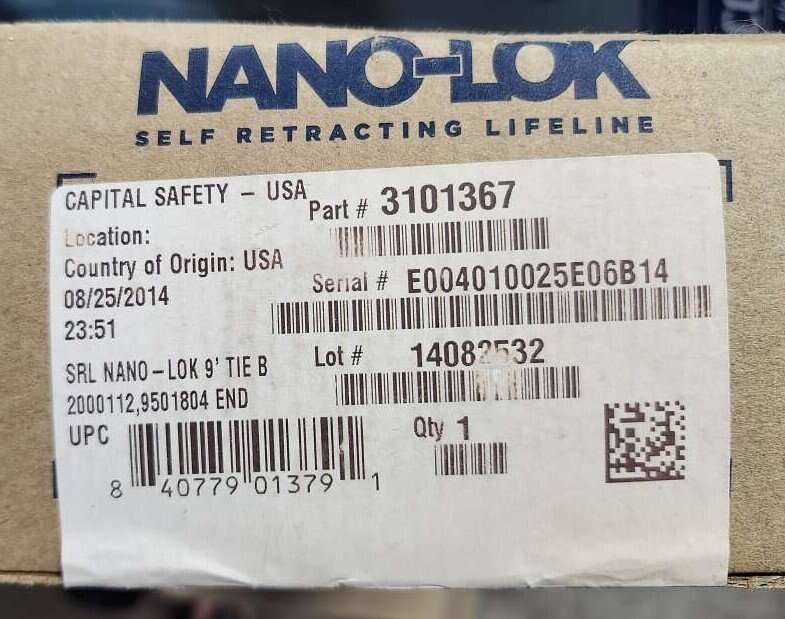 NANO-LOK
SELF RETRACTING LIFELINE
CAPITAL SAFETY - USA
Part # 3101367
Location:
Country of Origin: USA
Serial # E004010025E06B14
08/25/2014
23:51
Lot #
SRL NANO-LOK 9' TIE B
2000112,9501804 END
Qty 1
UPC
8 40779 01379 1